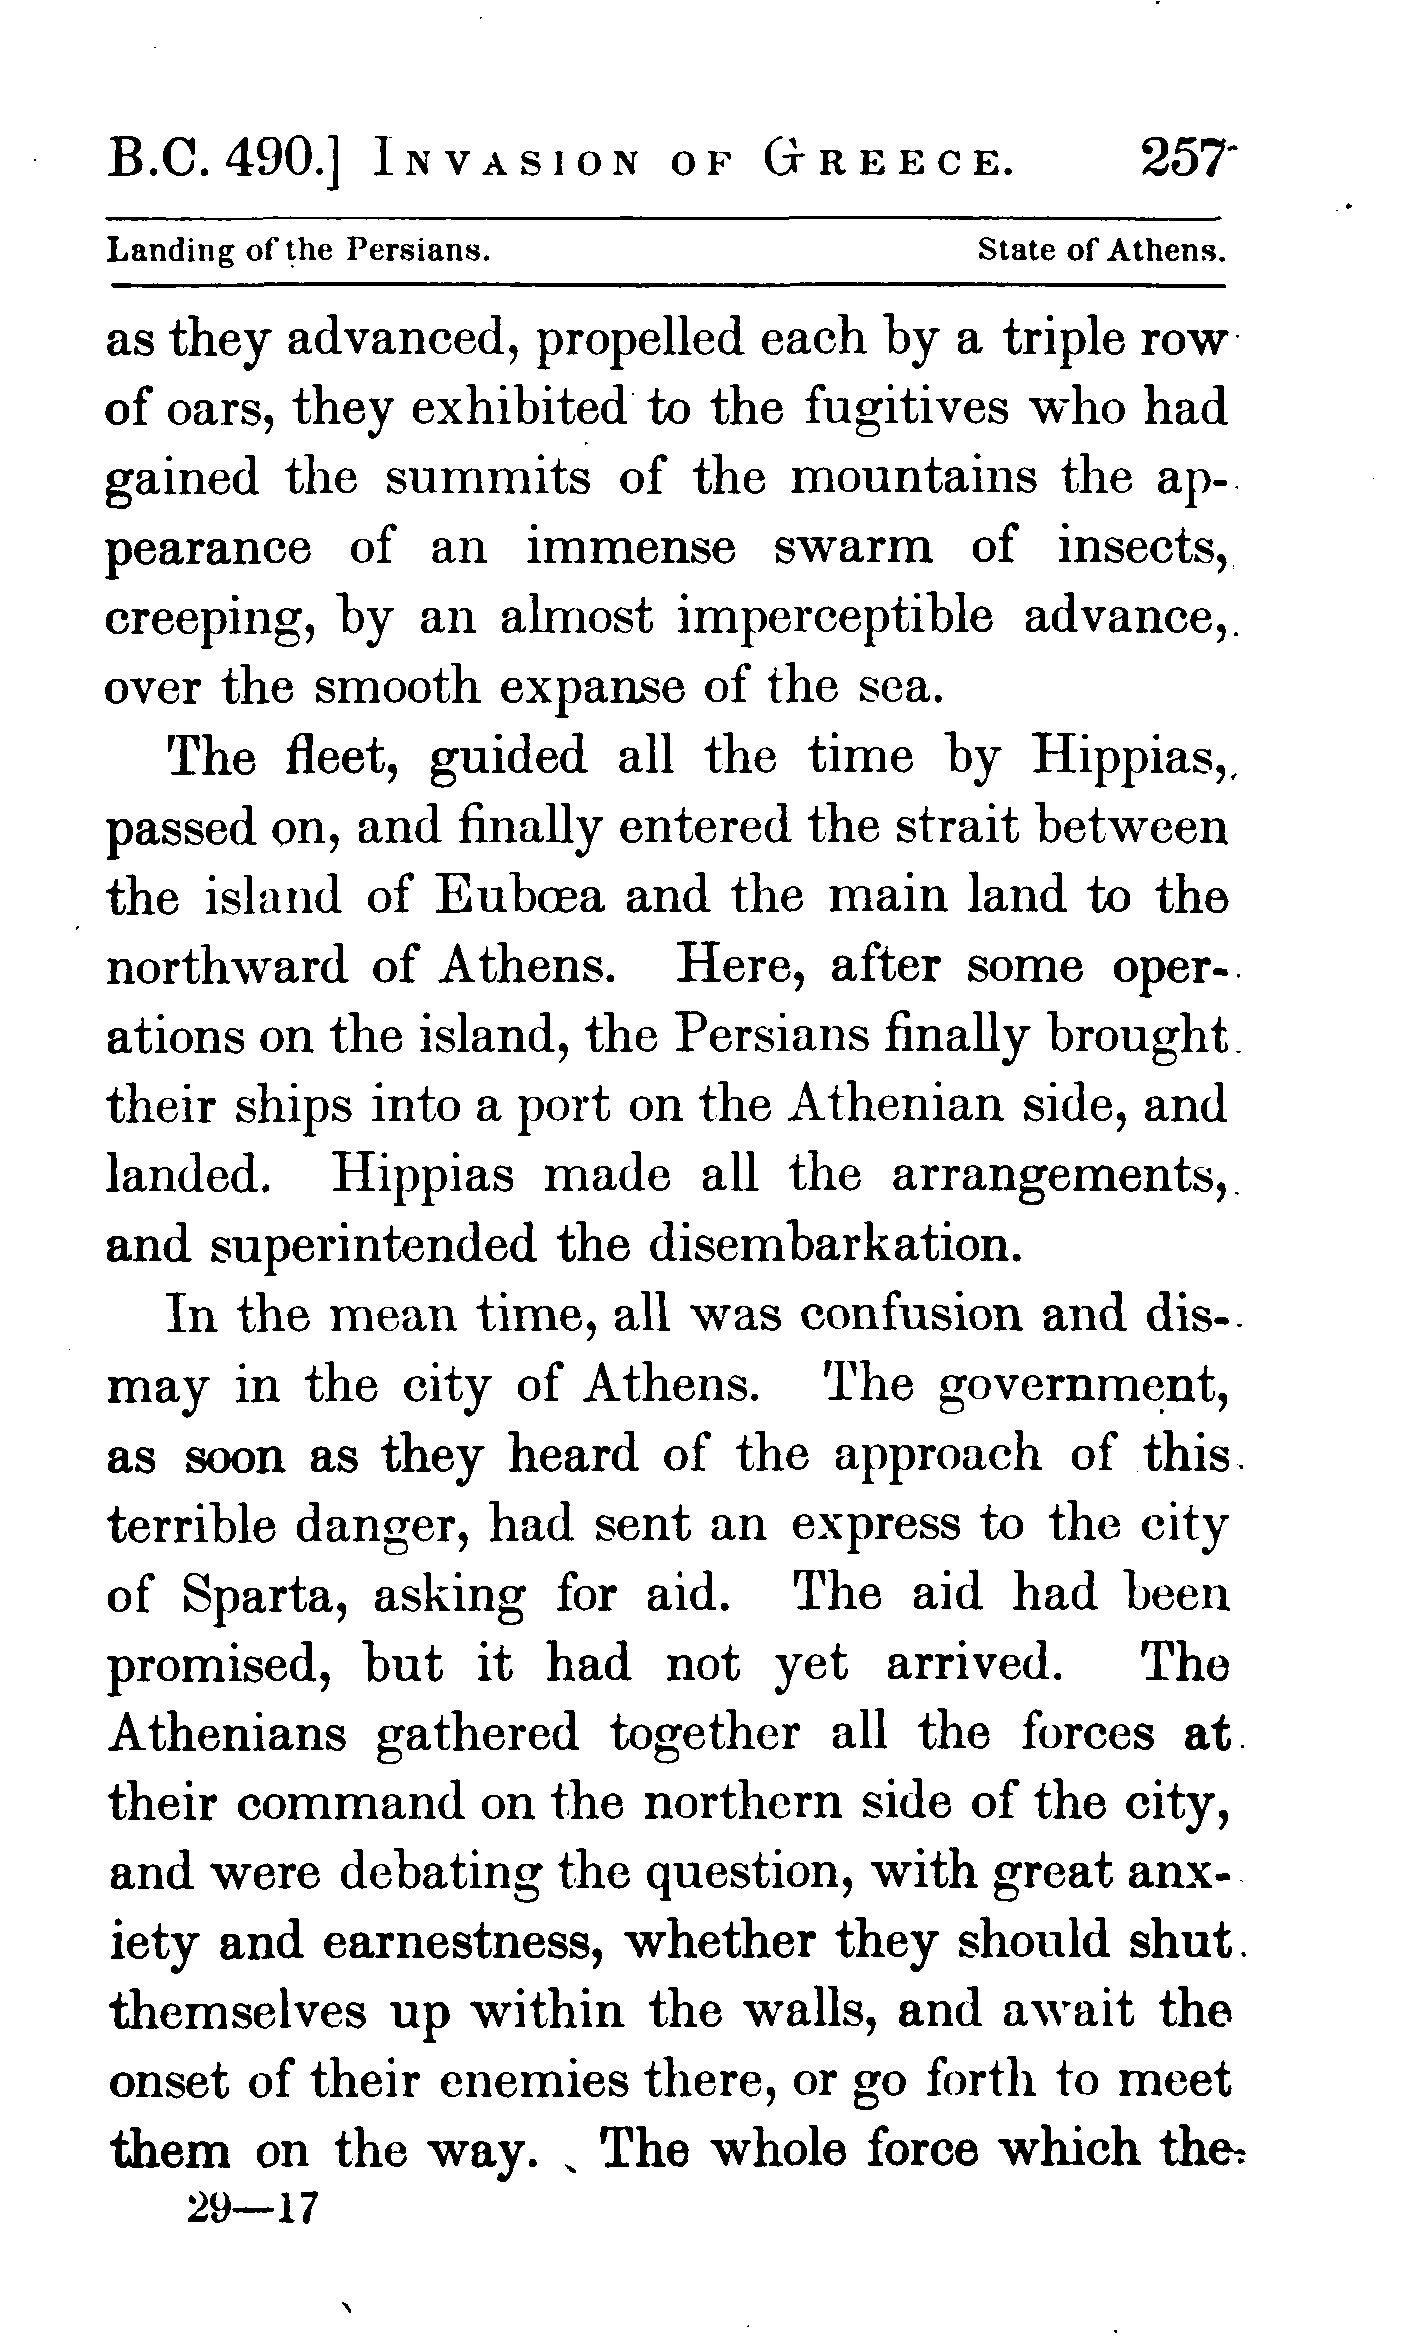 B.C. 490.] Invasion of Greece. 257
Landing of the Persians. State of Athens.
as they advanced, propelled each by a triple row
of oars, they exhibited to the fugitives who had
gained the summits of the mountains the ap-
pearance of an immense swarm of insects,
creeping, by an almost imperceptible advance,
over the smooth expanse of the sea.
The fleet, guided all the time by Hippias,
passed on, and finally entered the strait between
the island of Eubœa and the main land to the
northward of Athens. Here, after some oper-
ations on the island, the Persians finally brought
their ships into a port on the Athenian side, and
landed. Hippias made all the arrangements,
and superintended the disembarkation.
In the mean time, all was confusion and dis-
may in the city of Athens. The government,
as soon as they heard of the approach of this
terrible danger, had sent an express to the city
of Sparta, asking for aid. The aid had been
promised, but it had not yet arrived. The
Athenians gathered together all the forces at
their command on the northern side of the city,
and were debating the question, with great anx-
iety and earnestness, whether they should shut
themselves up within the walls, and await the
onset of their enemies there, or go forth to meet
them on the way. The whole force which the
29—17